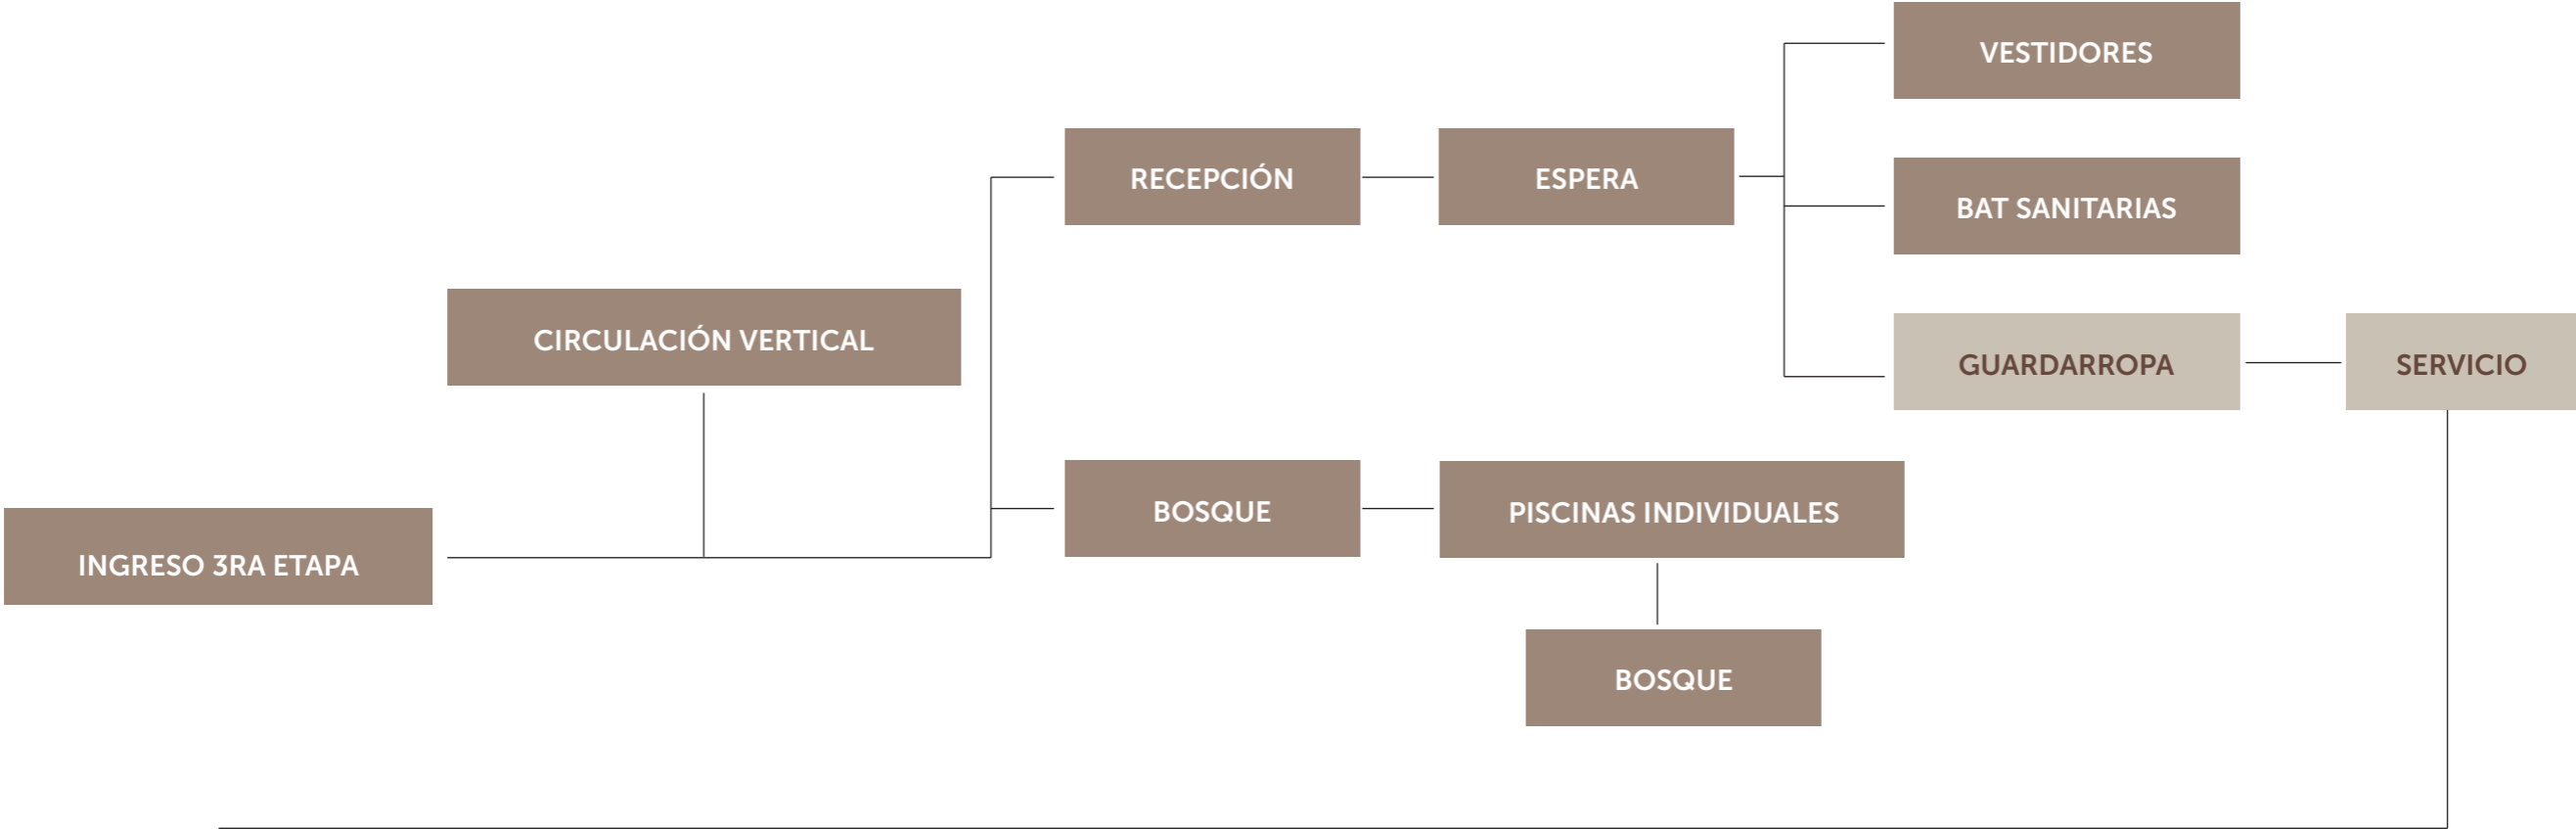 VESTIDORES
RECEPCIÓN
ESPERA
BAT SANITARIAS
CIRCULACIÓN VERTICAL
GUARDARROPA
SERVICIO
BOSQUE
PISCINAS INDIVIDUALES
INGRESO 3RA ETAPA
BOSQUE